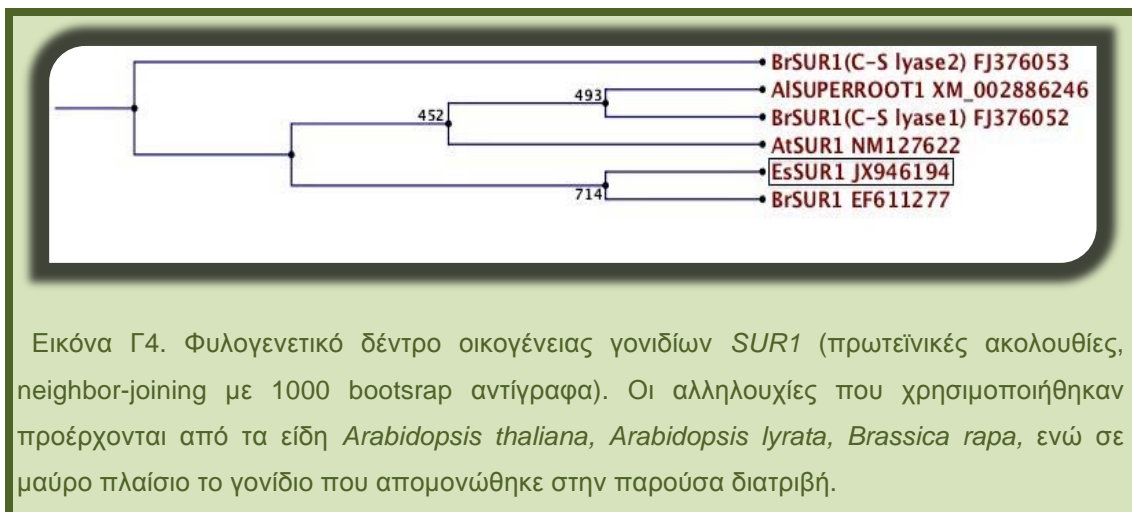 BrSUR1(C-S lyase2) FJ376053
493
AlSUPERROOT1 XM_002886246
452
BrSUR1(C-S lyase1) FJ376052
AtSUR1 NM127622
EsSUR1 JX946194
714
BrSUR1 EF611277
Εικόνα Γ4. Φυλογενετικό δέντρο οικογένειας γονιδίων SUR1 (πρωτεϊνικές ακολουθίες,
neighbor-joining με 1000 bootsrap αντίγραφα). Οι αλληλουχίες που χρησιμοποιήθηκαν
προέρχονται από τα είδη Arabidopsis thaliana, Arabidopsis lyrata, Brassica rapa, ενώ σε
μαύρο πλαίσιο το γονίδιο που απομονώθηκε στην παρούσα διατριβή.